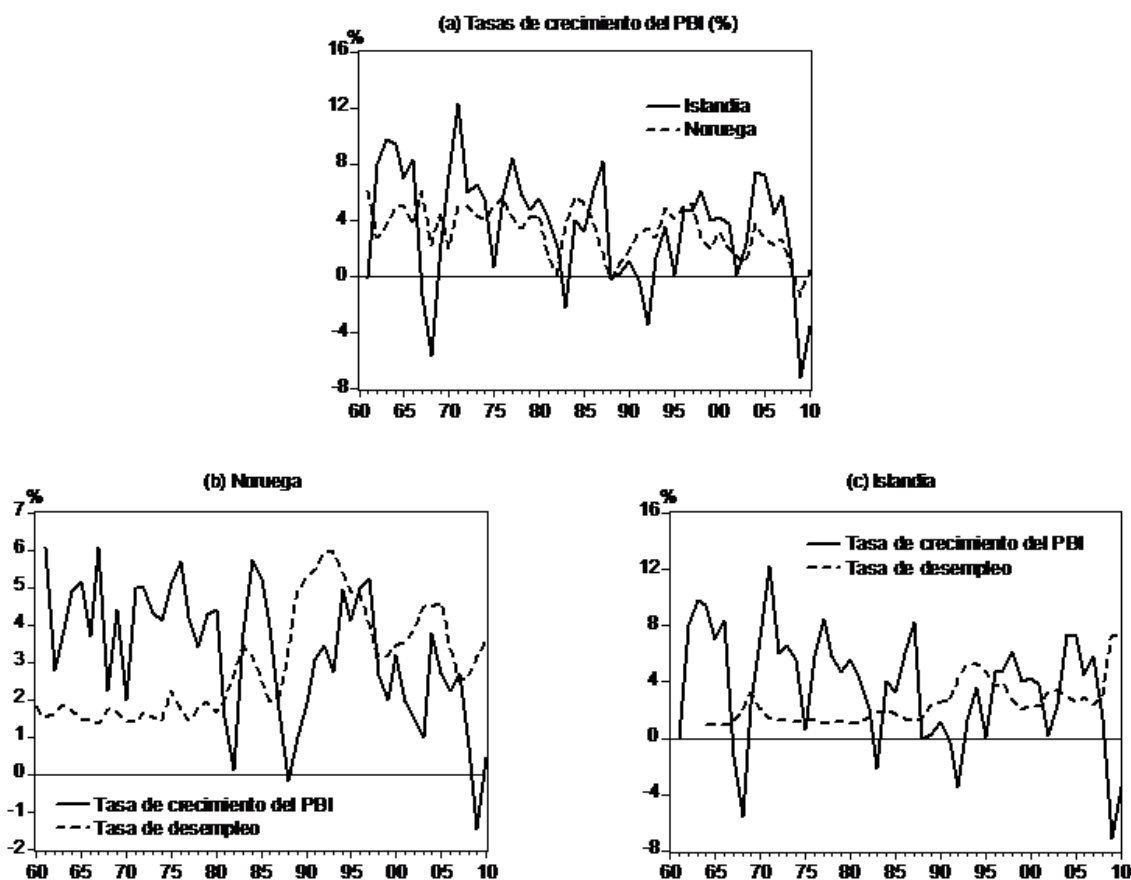 (a) Tasas de crecimiento del PBI (%)
%
16
12
8
4
0
-4
-8
Islandia
Noruega
60 65 70 75 80 85 90 95 00 05 10
(b) Noruega
%
7
6
5
4
3
2
1
0
-1
-2
Tasa de crecimiento del PBI
Tasa de desempleo
60 65 70 75 80 85 90 95 00 05 10
(c) Islandia
%
16
12
8
4
0
-4
-8
Tasa de crecimiento del PBI
Tasa de desempleo
60 65 70 75 80 85 90 95 00 05 10